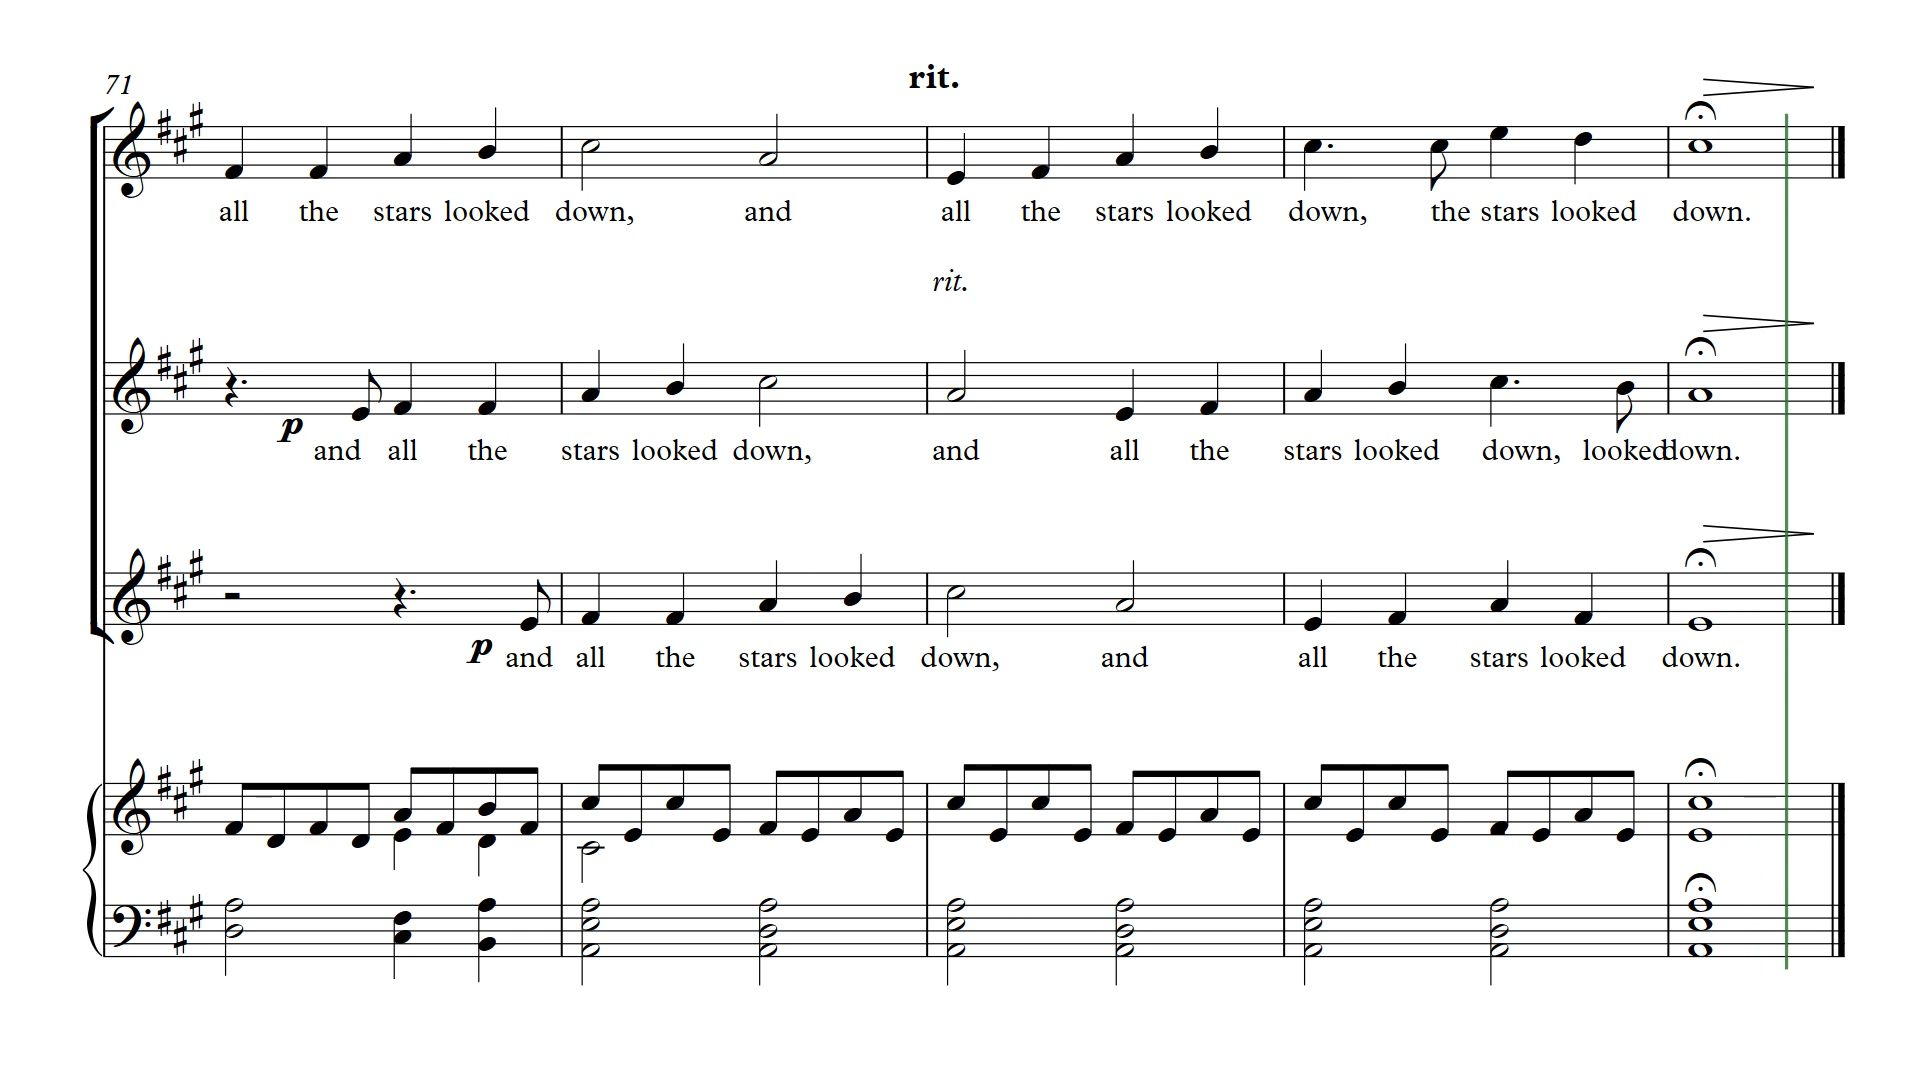 71
rit.
all the stars looked down, and all the stars looked down, the stars looked down.
rit.
p
and all the stars looked down, and all the stars looked down, looked down.
p
and all the stars looked down, and all the stars looked down.